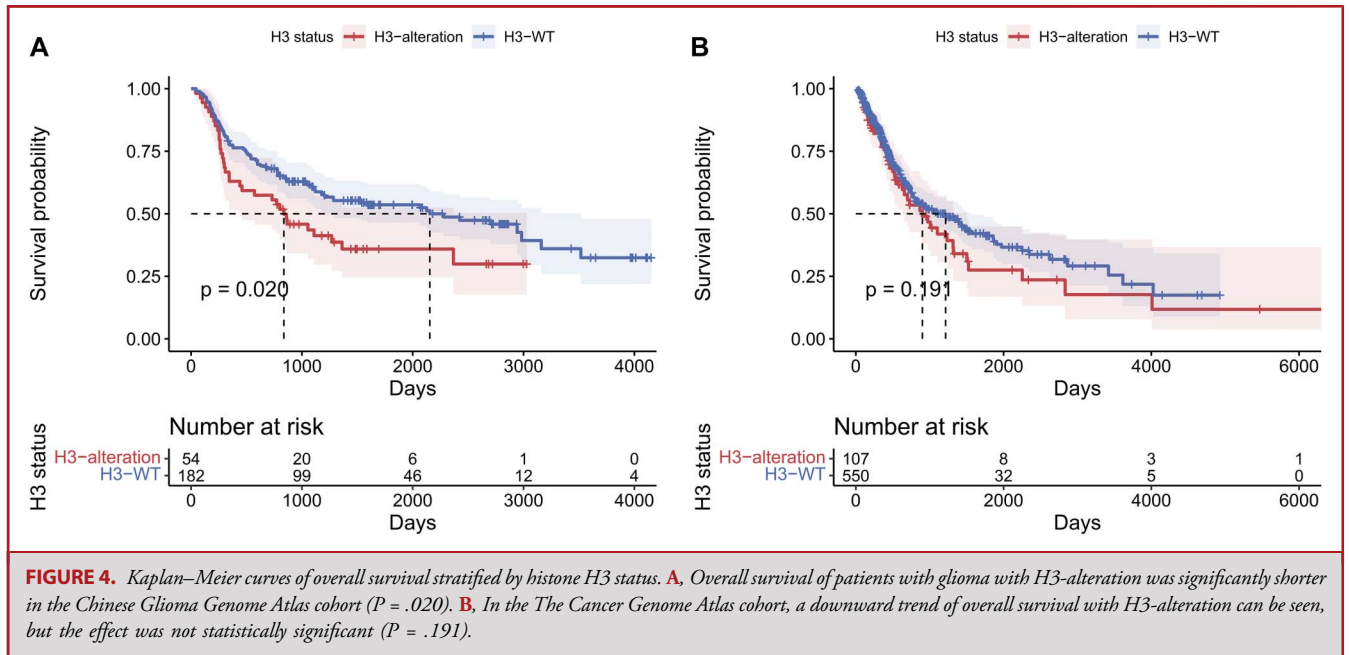 A
H3 status H3−alteration H3−WT
Survival probability
1.00
0.75
0.50
0.25
0.00
p = 0.020
0 1000 2000 3000 4000
Days
Number at risk
H3 status
H3−alteration 54 20 6 1 0
H3−WT 182 99 46 12 4
0 1000 2000 3000 4000
Days
B
H3 status H3−alteration H3−WT
Survival probability
1.00
0.75
0.50
0.25
0.00
p = 0.191
0 2000 4000 6000
Days
Number at risk
H3 status
H3−alteration 107 8 3 1
H3−WT 550 32 5 0
0 2000 4000 6000
Days
FIGURE 4. Kaplan–Meier curves of overall survival stratified by histone H3 status. A, Overall survival of patients with glioma with H3-alteration was significantly shorter
in the Chinese Glioma Genome Atlas cohort (P = .020). B, In the The Cancer Genome Atlas cohort, a downward trend of overall survival with H3-alteration can be seen,
but the effect was not statistically significant (P = .191).